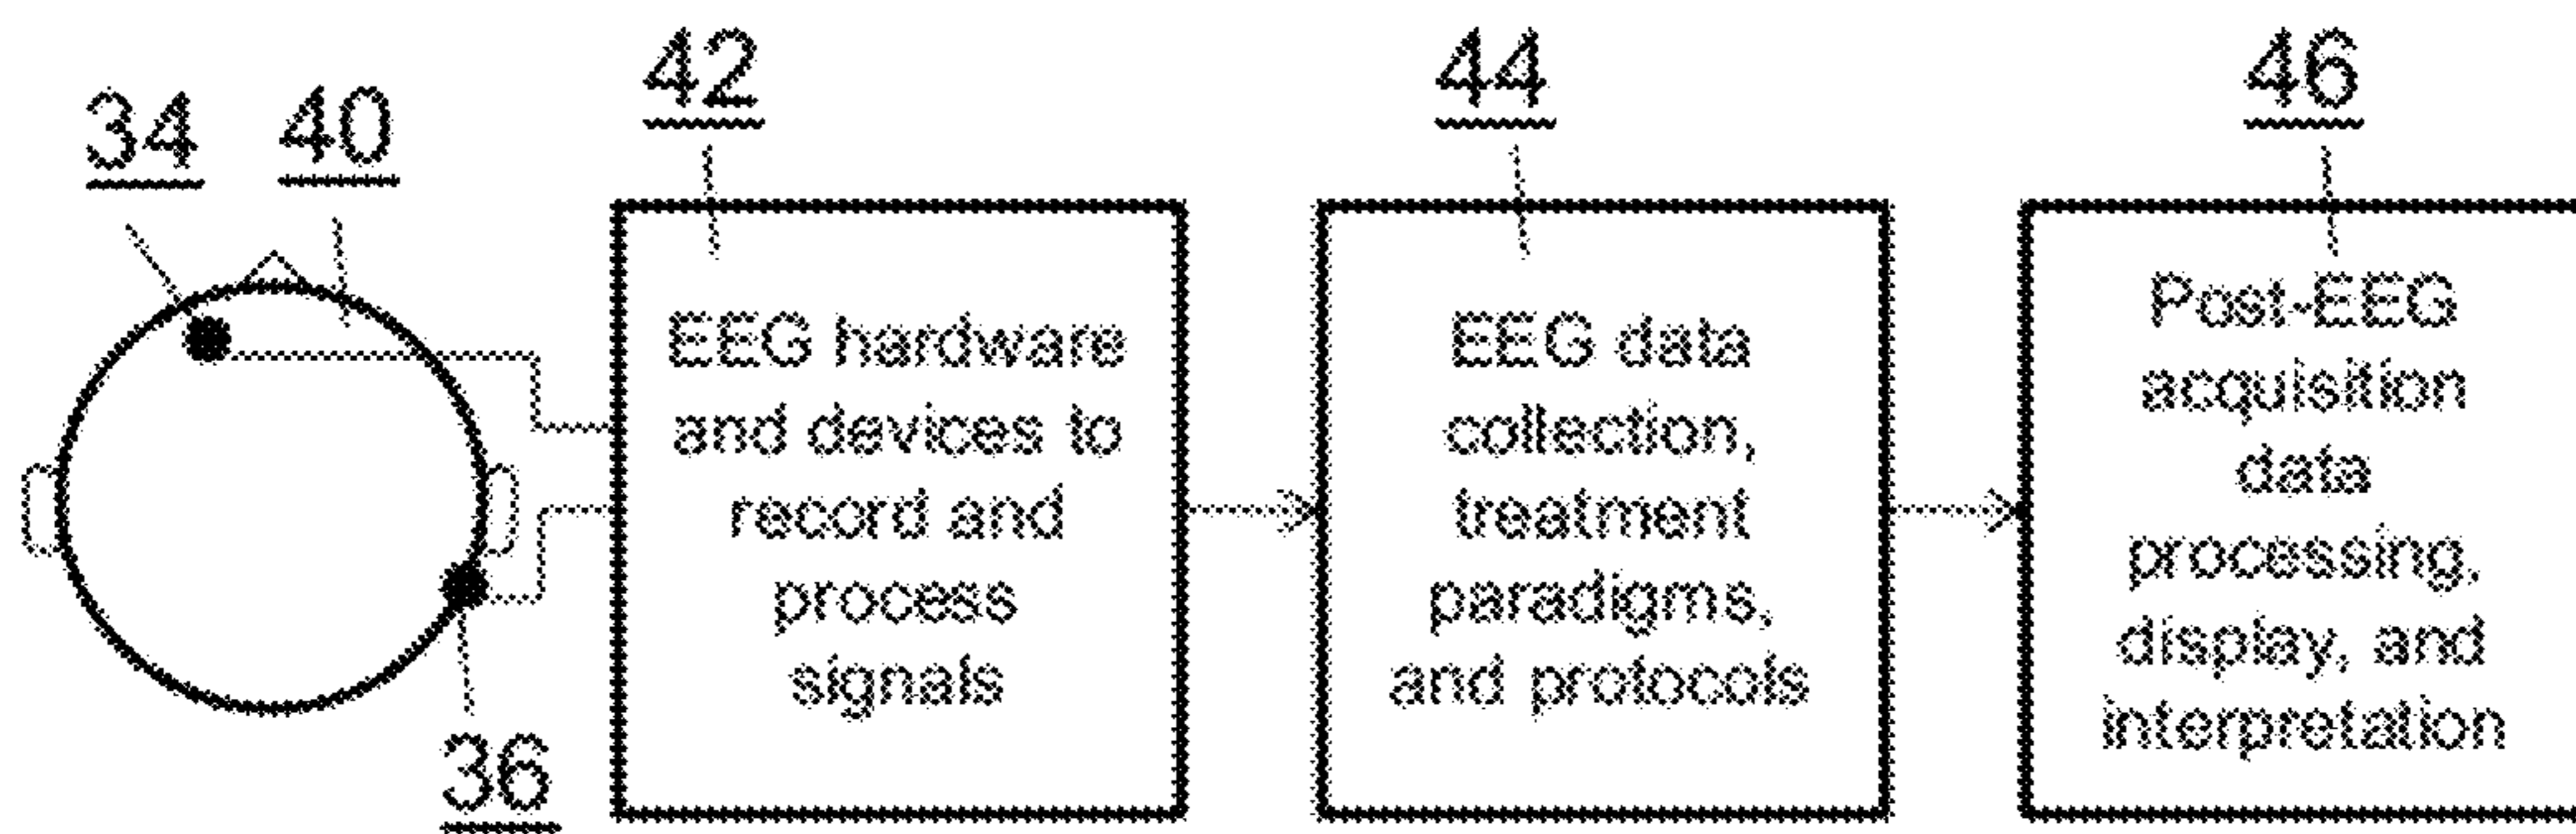 34
40
42
44
46
EEG hardware
and devices to
record and
process
signals
EEG data
collection,
treatment
paradigms,
and protocols
Post-EEG
acquisition
data
processing,
display, and
interpretation
36